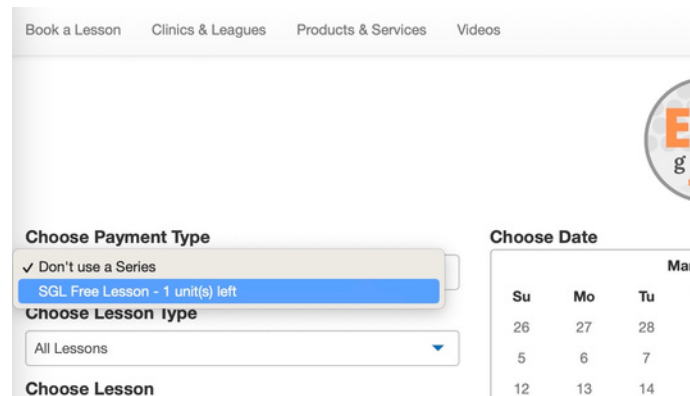 Book a Lesson Clinics & Leagues Products & Services Videos
E
g
Choose Payment Type
✓ Don't use a Series
SGL Free Lesson - 1 unit(s) left
Choose Lesson Type
All Lessons
Choose Lesson
Choose Date
Mar
Su Mo Tu
26 27 28
5 6 7
12 13 14